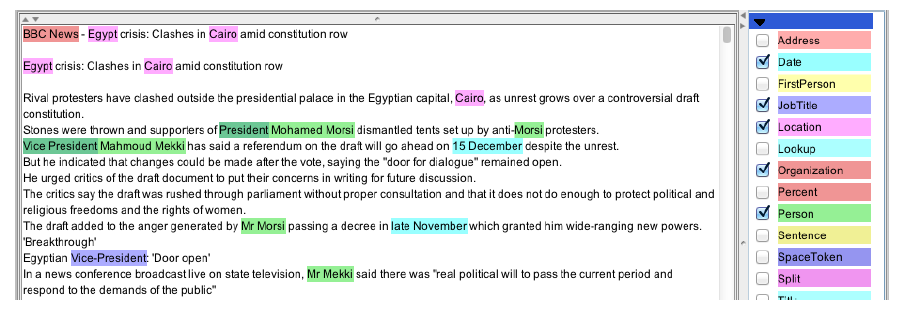 BBC News - Egypt crisis: Clashes in Cairo amid constitution row
Egypt crisis: Clashes in Cairo amid constitution row
Rival protesters have clashed outside the presidential palace in the Egyptian capital, Cairo, as unrest grows over a controversial draft
constitution.
Stones were thrown and supporters of President Mohamed Morsi dismantled tents set up by anti-Morsi protesters.
Vice President Mahmoud Mekki has said a referendum on the draft will go ahead on 15 December despite the unrest.
But he indicated that changes could be made after the vote, saying the "door for dialogue" remained open.
He urged critics of the draft document to put their concerns in writing for future discussion.
The critics say the draft was rushed through parliament without proper consultation and that it does not do enough to protect political and
religious freedoms and the rights of women.
The draft added to the anger generated by Mr Morsi passing a decree in late November which granted him wide-ranging new powers.
'Breakthrough'
Egyptian Vice-President: 'Door open'
In a news conference broadcast live on state television, Mr Mekki said there was "real political will to pass the current period and
respond to the demands of the public"
Address
Date
FirstPerson
JobTitle
Location
Lookup
Organization
Percent
Person
Sentence
SpaceToken
Split
Title